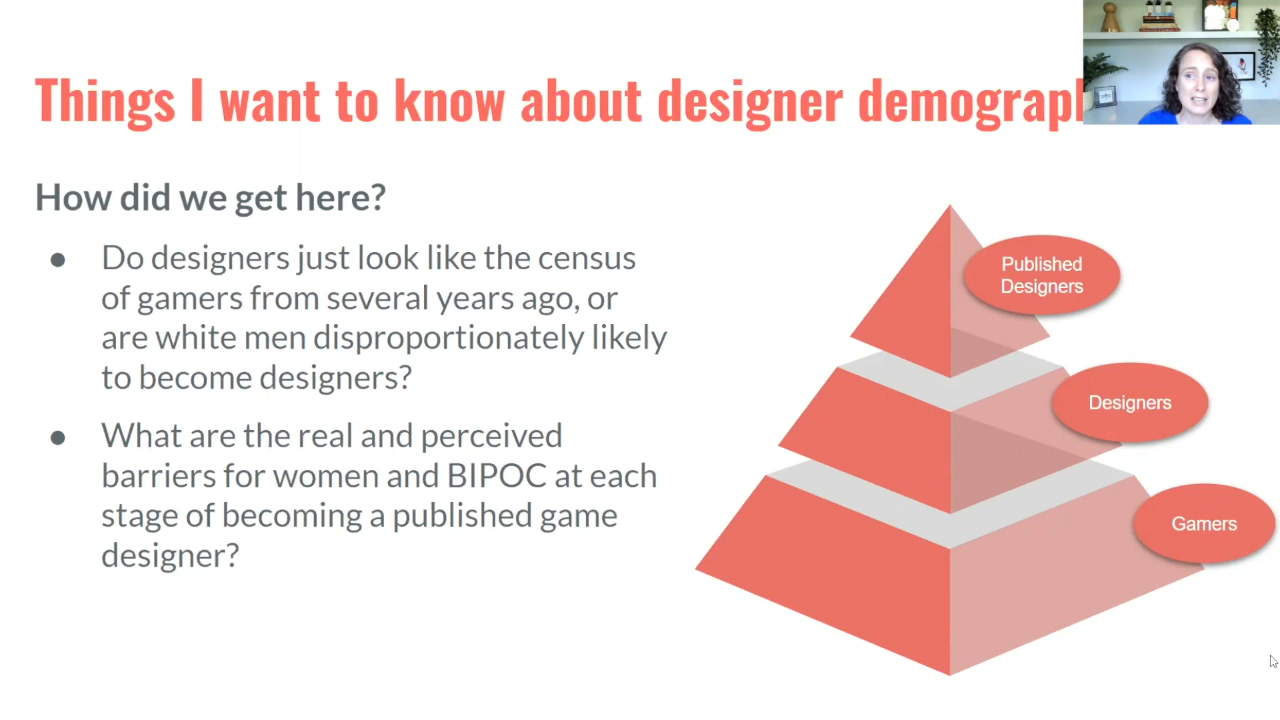 Things I want to know about designer demograp
How did we get here?
● Do designers just look like the census
of gamers from several years ago, or
are white men disproportionately likely
to become designers?
● What are the real and perceived
barriers for women and BIPOC at each
stage of becoming a published game
designer?
Published
Designers
Designers
Gamers